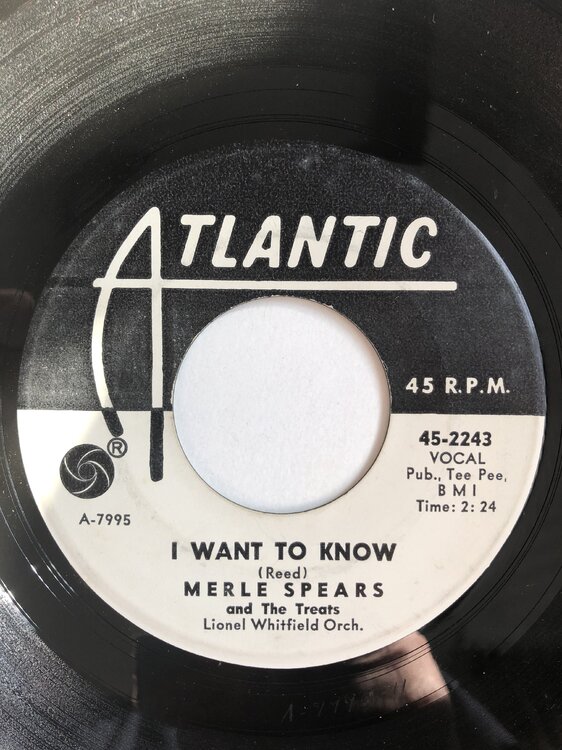 ATLANTIC
45 R.P.M.
45-2243
VOCAL
Pub., Tee Pee,
B M I
Time: 2: 24
®
A-7995
I WANT TO KNOW
(Reed)
MERLE SPEARS
and The Treats
Lionel Whitfield Orch.